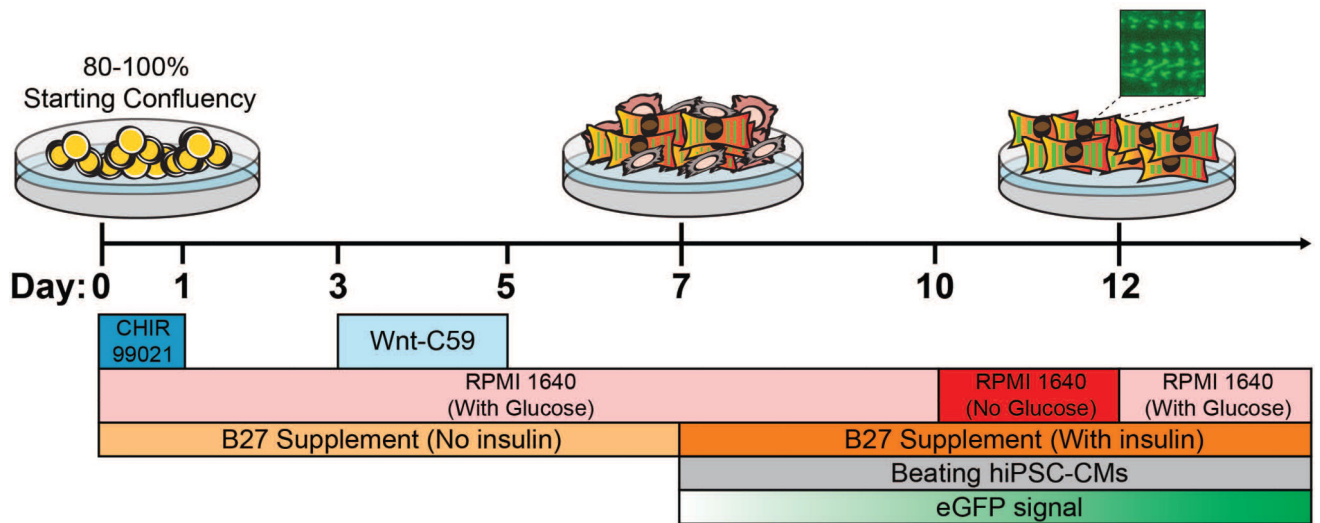 80-100%
Starting Confluency
Day: 0 1 3 5 7 10 12
CHIR
99021
Wnt-C59
RPMI 1640
(With Glucose)
RPMI 1640
(No Glucose)
RPMI 1640
(With Glucose)
B27 Supplement (No insulin)
B27 Supplement (With insulin)
Beating hiPSC-CMs
eGFP signal